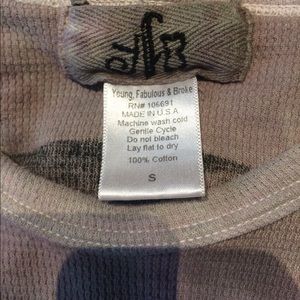 Young, Fabulous & Broke
RN# 106691
MADE IN U.S.A
Machine wash cold
Gentle Cycle
Do not bleach
Lay flat to dry
100% Cotton
S